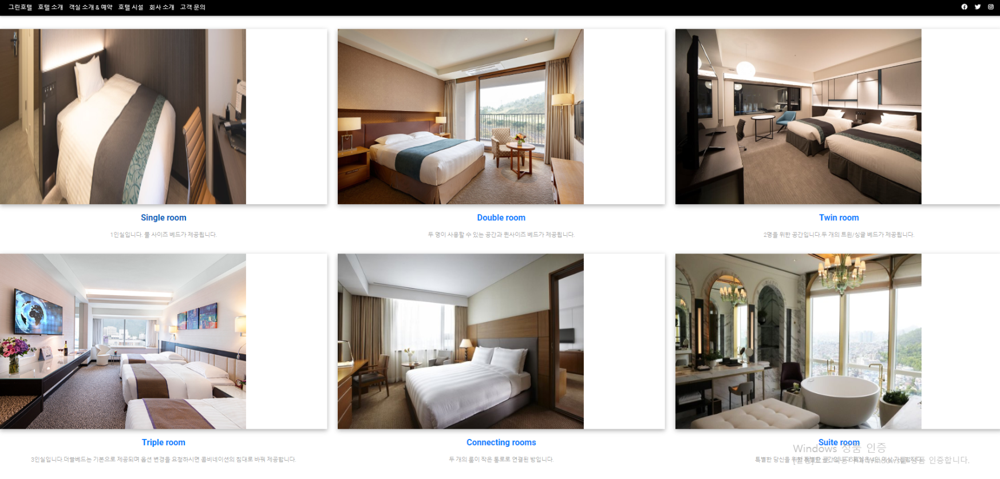 그린호텔 호텔 소개 객실 소개 & 예약 호텔 시설 회사 소개 고객 문의
Single room
Double room
Twin room
1인실입니다. 풀 사이즈 베드가 제공됩니다.
두 명이 사용할 수 있는 공간과 퀸사이즈 베드가 제공됩니다.
2명을 위한 공간입니다.두 개의 트윈/싱글 베드가 제공됩니다.
Triple room
Connecting rooms
Suite room
Windows 정품 인증
3인실입니다.더블베드는 기본으로 제공되며 옵션 변경을 요청하시면 콤비네이션의 침대로 바꿔 제공합니다.
두 개의 룸이 작은 통로로 연결된 방입니다.
특별한 당신을 위한 특별한 공간입니다.
정품 인증합니다.